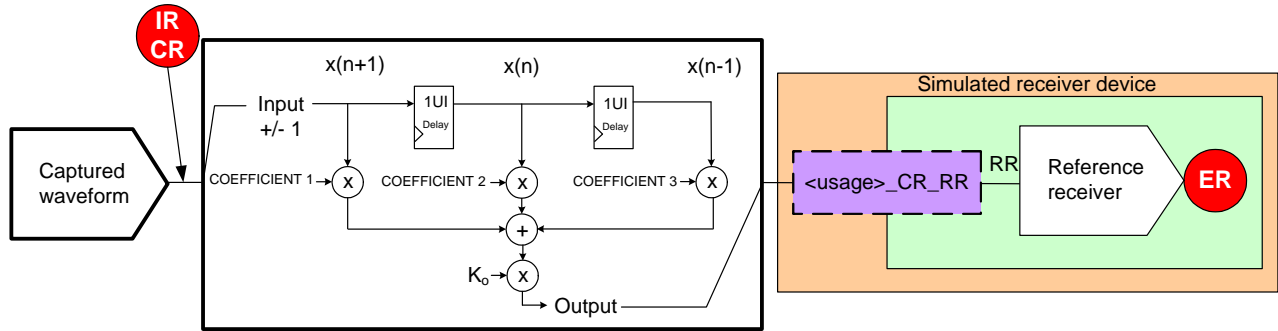 IR
CR
x(n+1)
x(n)
x(n-1)
Simulated receiver device
Input
+/- 1
1UI
Delay
1UI
Delay
Captured
waveform
COEFFICIENT 1
x
COEFFICIENT 2
x
COEFFICIENT 3
x
<usage>_CR_RR
RR
Reference
receiver
ER
+
Ko
x
Output